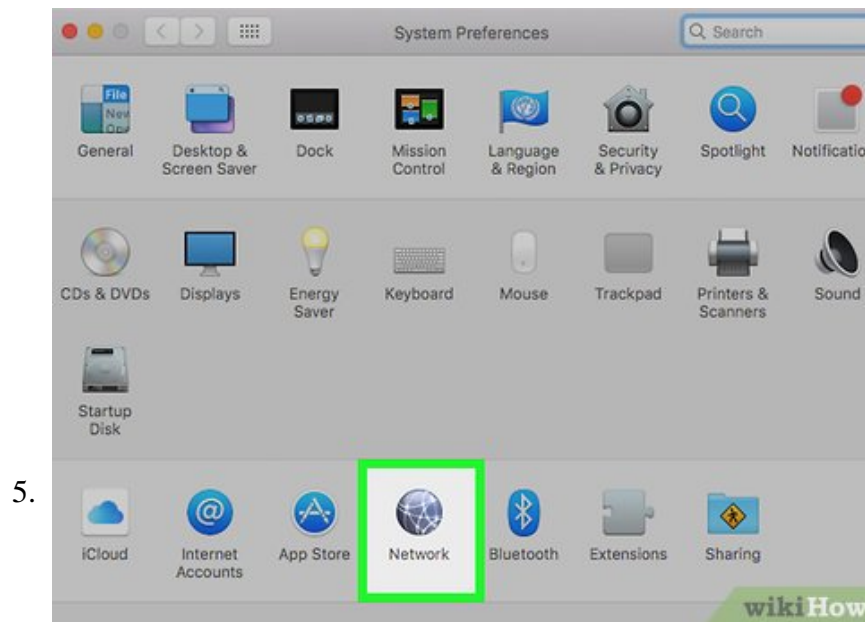 System Preferences
Search
File
New
Ope
General
Desktop &
Screen Saver
Dock
Mission
Control
Language
& Region
Security
& Privacy
Spotlight
Notificatio
CDs & DVDs
Displays
Energy
Saver
Keyboard
Mouse
Trackpad
Printers &
Scanners
Sound
Startup
Disk
5.
iCloud
Internet
Accounts
App Store
Network
Bluetooth
Extensions
Sharing
wikiHow